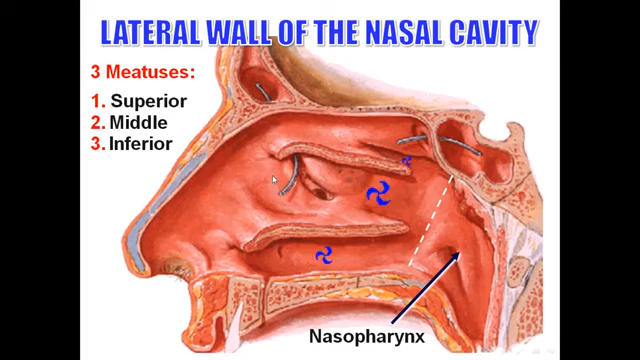 LATERAL WALL OF THE NASAL CAVITY
3 Meatuses:
1. Superior
2. Middle
3. Inferior
Nasopharynx